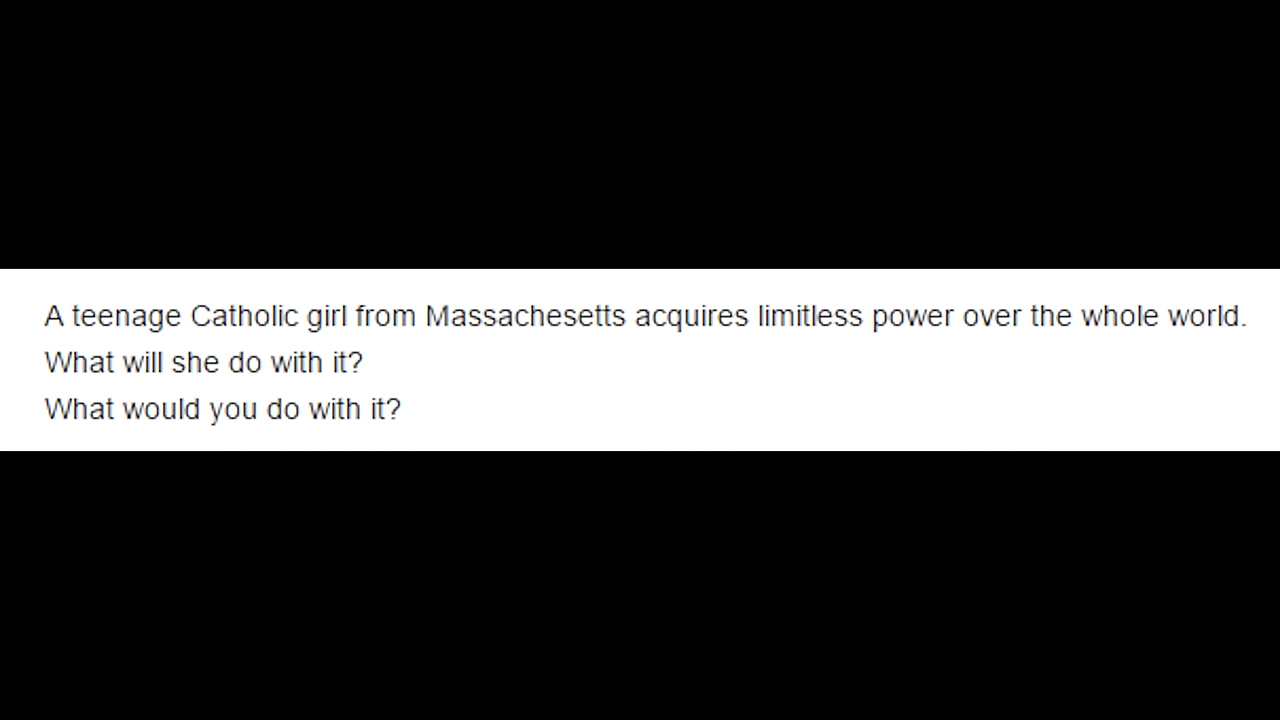 A teenage Catholic girl from Massachesetts acquires limitless power over the whole world.
What will she do with it?
What would you do with it?